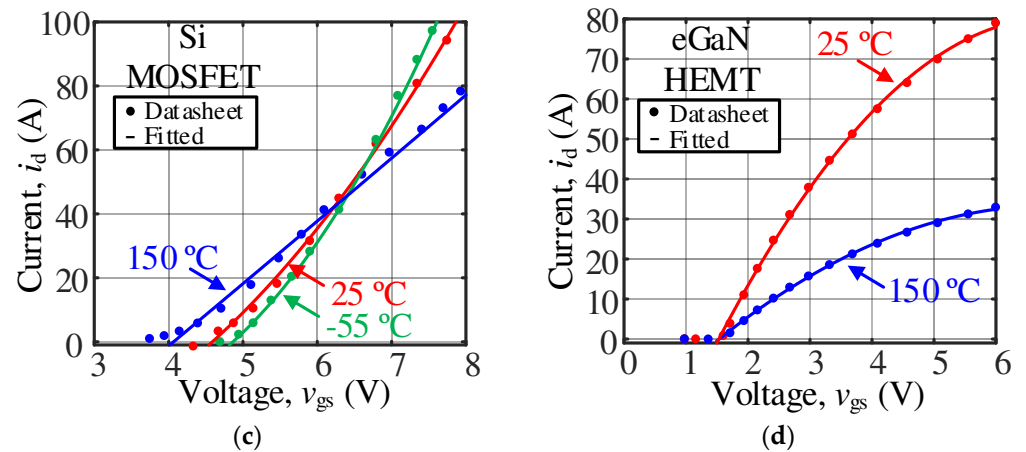 Si
MOSFET
• Datasheet
– Fitted
150 ºC
25 ºC
-55 ºC
100
80
60
40
20
0
3 4 5 6 7 8
Current, id (A)
Voltage, vgs (V)
(c)
eGaN
HEMT
• Datasheet
– Fitted
25 ºC
150 ºC
80
70
60
50
40
30
20
10
0
0 1 2 3 4 5 6
Current, id (A)
Voltage, vgs (V)
(d)